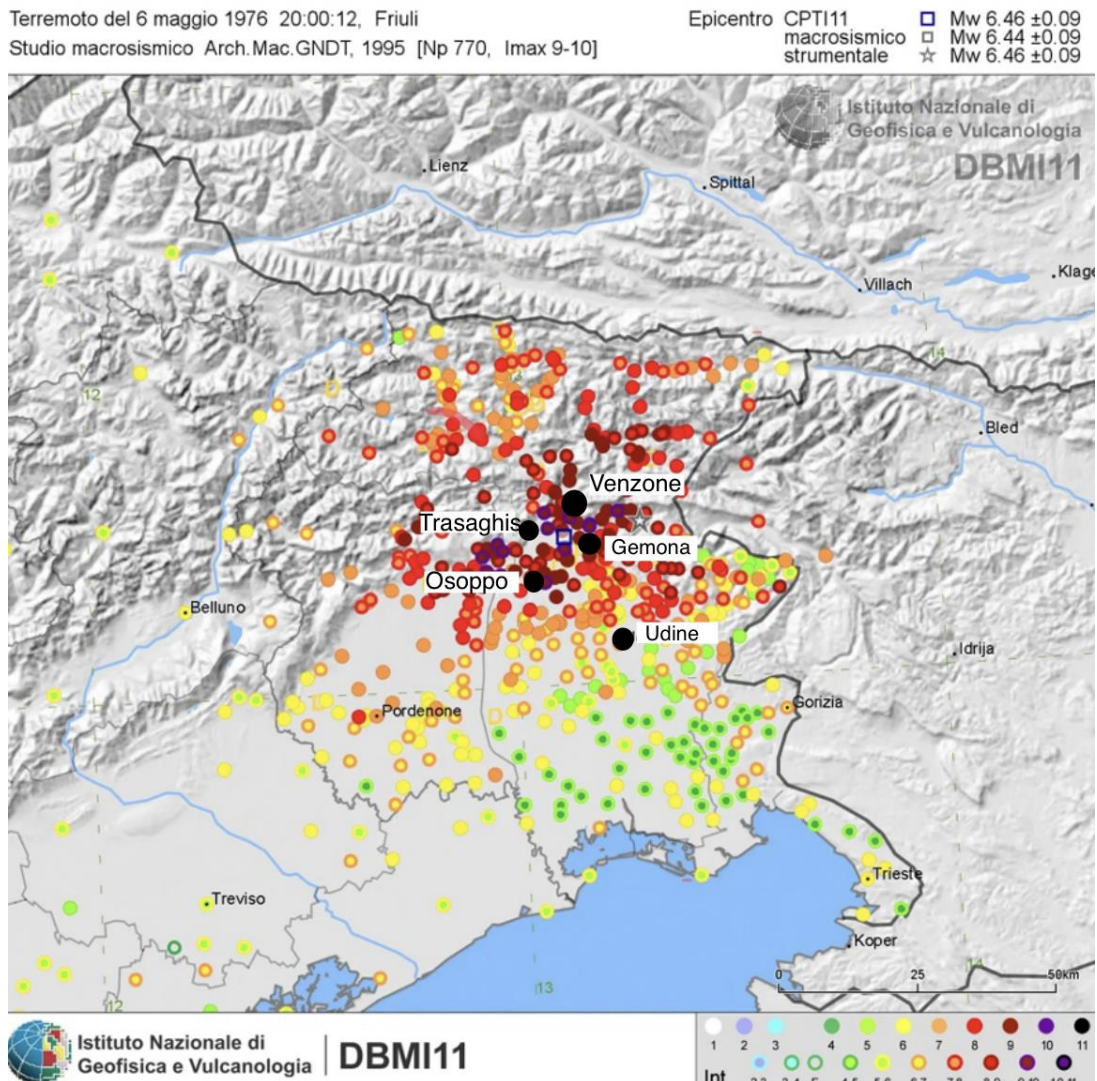 Terremoto del 6 maggio 1976 20:00:12, Friuli
Studio macrosismico Arch.Mac.GNDT, 1995 [Np 770, Imax 9-10]
Epicentro CPTI11 Mw 6.46 ±0.09
macrosismico Mw 6.44 ±0.09
strumentale Mw 6.46 ±0.09
Istituto Nazionale di
Geofisica e Vulcanologia
DBMI11
Lienz
Spittal
Villach
Klage
14
12
Bled
Venzone
Trasaghis
Gemona
Osoppo
Belluno
Udine
Idrija
D
Pordenone
Gorizia
Treviso
Trieste
Koper
0 25 50km
12
13
14
Istituto Nazionale di
Geofisica e Vulcanologia
DBMI11
1 2 3 4 5 6 7 8 9 10 11
Int.